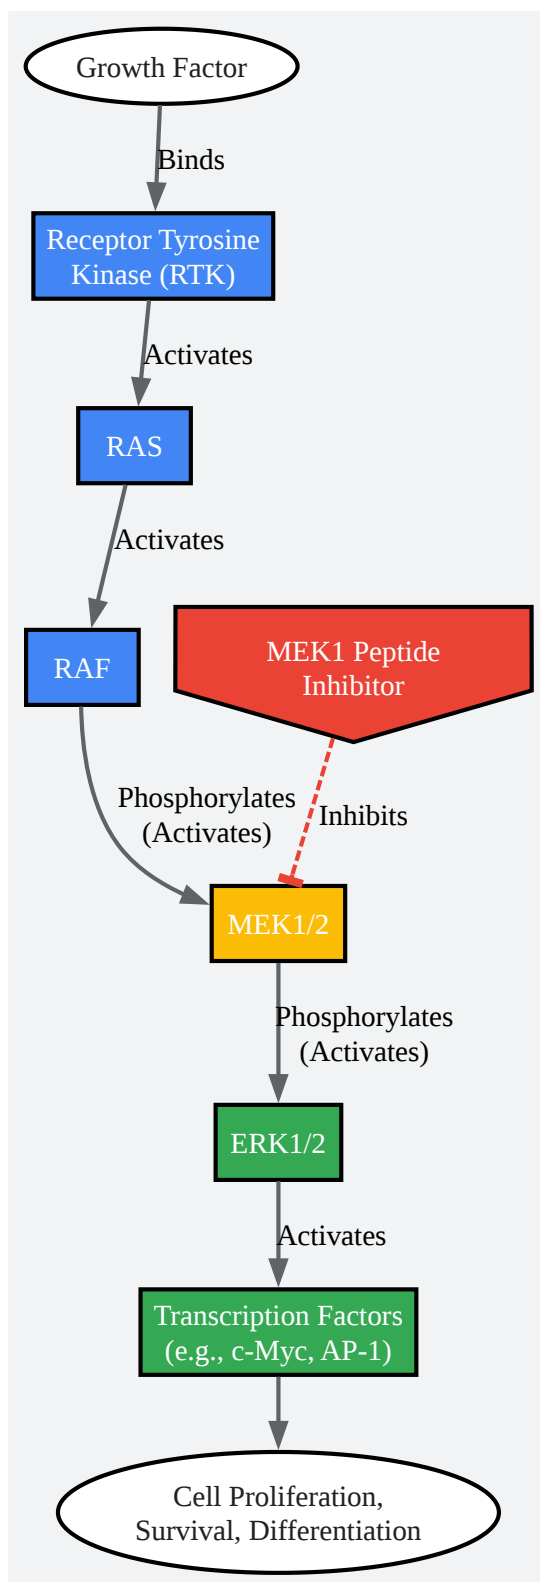 Growth Factor
Binds
Receptor Tyrosine
Kinase (RTK)
Activates
RAS
Activates
RAF
MEK1 Peptide
Inhibitor
Phosphorylates
(Activates)
Inhibits
MEK1/2
Phosphorylates
(Activates)
ERK1/2
Activates
Transcription Factors
(e.g., c-Myc, AP-1)
Cell Proliferation,
Survival, Differentiation